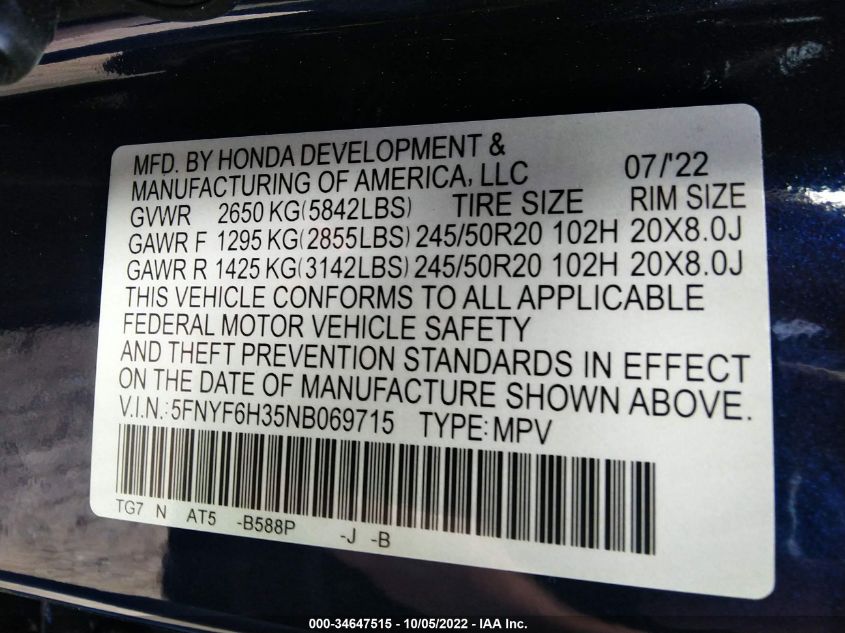 MFD. BY HONDA DEVELOPMENT &
MANUFACTURING OF AMERICA, LLC 07/'22
GVWR 2650 KG(5842LBS) TIRE SIZE RIM SIZE
GAWR F 1295 KG(2855LBS) 245/50R20 102H 20X8.0J
GAWR R 1425 KG(3142LBS) 245/50R20 102H 20X8.0J
THIS VEHICLE CONFORMS TO ALL APPLICABLE
FEDERAL MOTOR VEHICLE SAFETY
AND THEFT PREVENTION STANDARDS IN EFFECT
ON THE DATE OF MANUFACTURE SHOWN ABOVE.
V.I.N.: 5FNYF6H35NB069715 TYPE: MPV
TG7 N AT5 -B588P -J -B
000-34647515 - 10/05/2022 - IAA Inc.